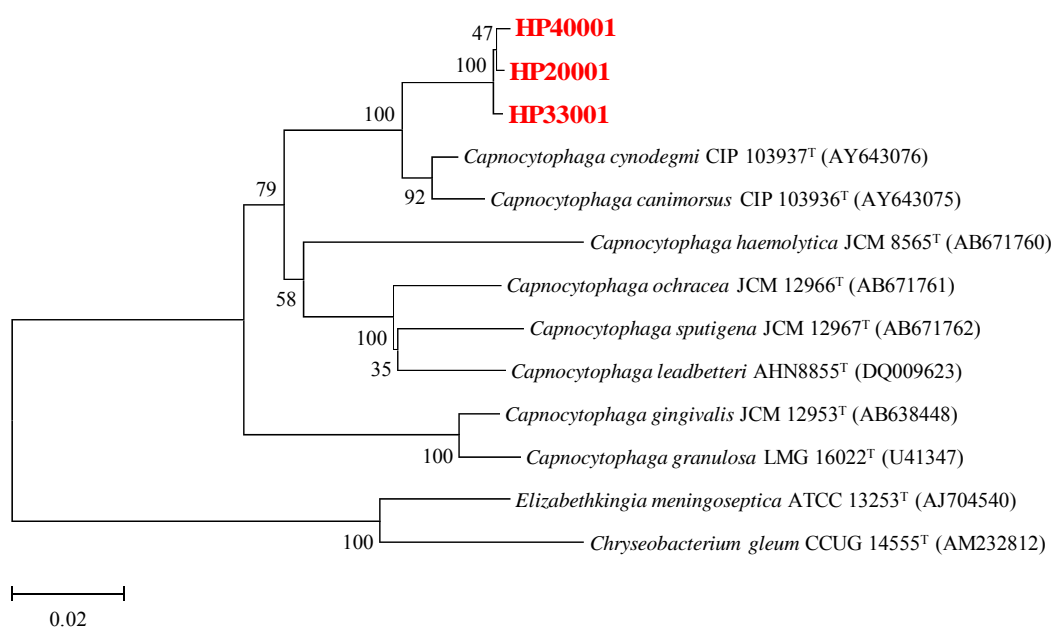 47
HP40001
100
HP20001
100
HP33001
Capnocytophaga cynodegmi CIP 103937ᵀ (AY643076)
79
92
Capnocytophaga canimorsus CIP 103936ᵀ (AY643075)
Capnocytophaga haemolytica JCM 8565ᵀ (AB671760)
58
Capnocytophaga ochracea JCM 12966ᵀ (AB671761)
100
Capnocytophaga sputigena JCM 12967ᵀ (AB671762)
35
Capnocytophaga leadbetteri AHN8855ᵀ (DQ009623)
Capnocytophaga gingivalis JCM 12953ᵀ (AB638448)
100
Capnocytophaga granulosa LMG 16022ᵀ (U41347)
Elizabethkingia meningoseptica ATCC 13253ᵀ (AJ704540)
100
Chryseobacterium gleum CCUG 14555ᵀ (AM232812)
0.02